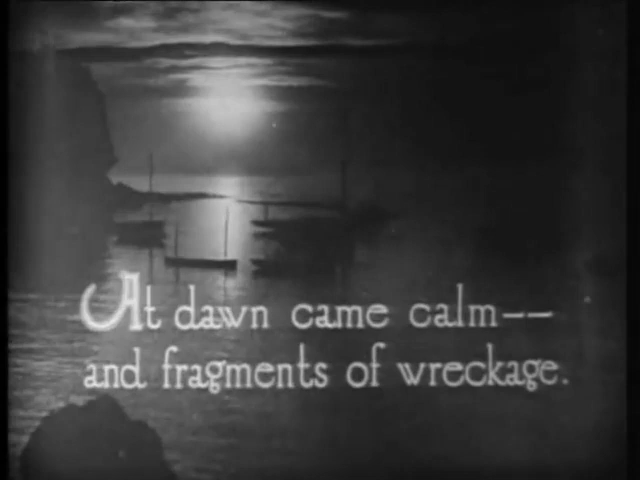 At dawn came calm--
and fragments of wreckage.